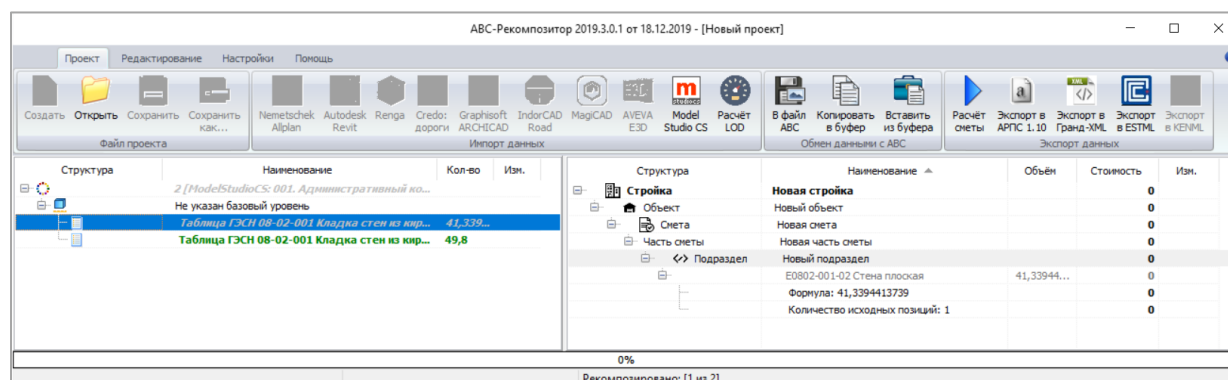 АВС-Рекомпозитор 2019.3.0.1 от 18.12.2019 - [Новый проект]
Проект Редактирование Настройки Помощь
Создать Открыть Сохранить Сохранить как... Nemetschek Allplan Autodesk Revit Renga Credo: дороги Graphisoft ARCHICAD IndorCAD Road MagiCAD AVEVA E3D Model Studio CS Расчёт LOD В файл АВС Копировать в буфер Вставить из буфера Расчёт сметы Экспорт в АРПС 1.10 Экспорт в Гранд-XML Экспорт в ESTML Экспорт в KENML
Файл проекта Импорт данных Обмен данными с АВС Экспорт данных
Структура Наименование Кол-во Изм.
2 [ModelStudioCS: 001. Административный ко...
Не указан базовый уровень
Таблица ГЭСН 08-02-001 Кладка стен из кир... 41,339...
Таблица ГЭСН 08-02-001 Кладка стен из кир... 49,8
Структура Наименование Объём Стоимость Изм.
Стройка Новая стройка 0
Объект Новый объект 0
Смета Новая смета 0
Часть сметы Новая часть сметы 0
Подраздел Новый подраздел 0
E0802-001-02 Стена плоская 41,33944... 0
Формула: 41,3394413739 0
Количество исходных позиций: 1 0
0%
Рекомпозировано: [1 из 2]